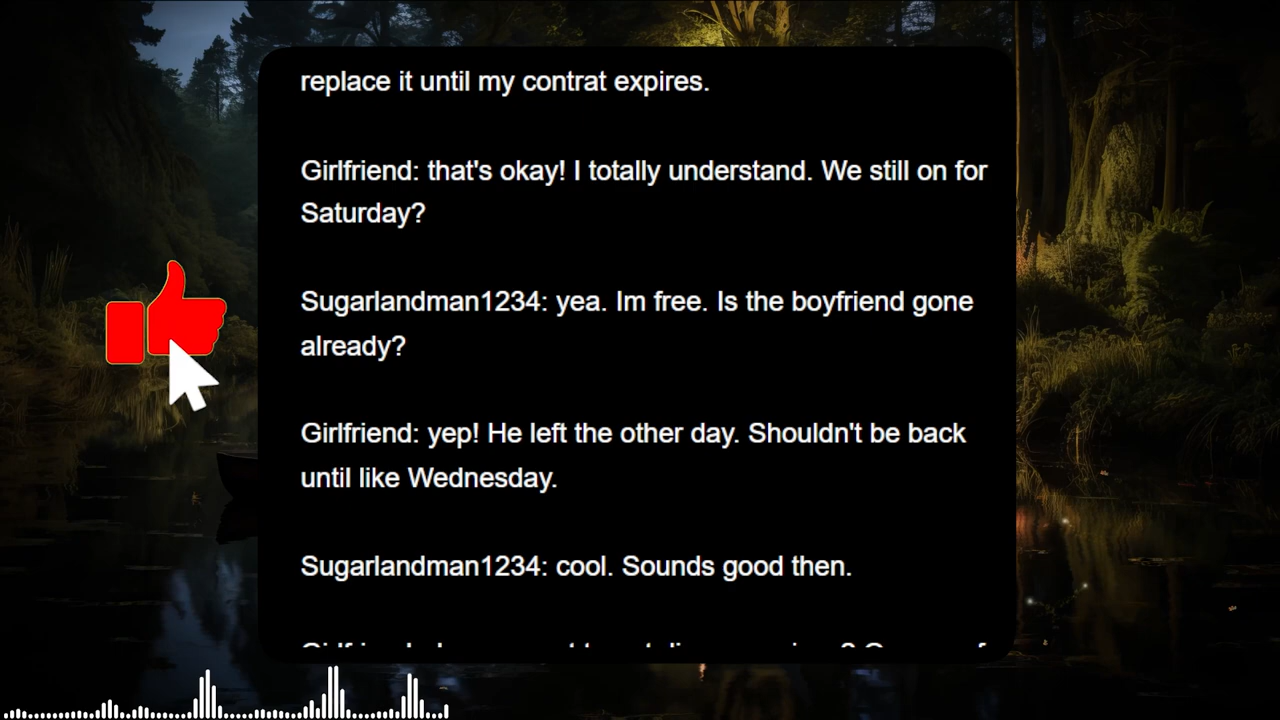 replace it until my contrat expires.
Girlfriend: that's okay! I totally understand. We still on for
Saturday?
Sugarlandman1234: yea. Im free. Is the boyfriend gone
already?
Girlfriend: yep! He left the other day. Shouldn't be back
until like Wednesday.
Sugarlandman1234: cool. Sounds good then.